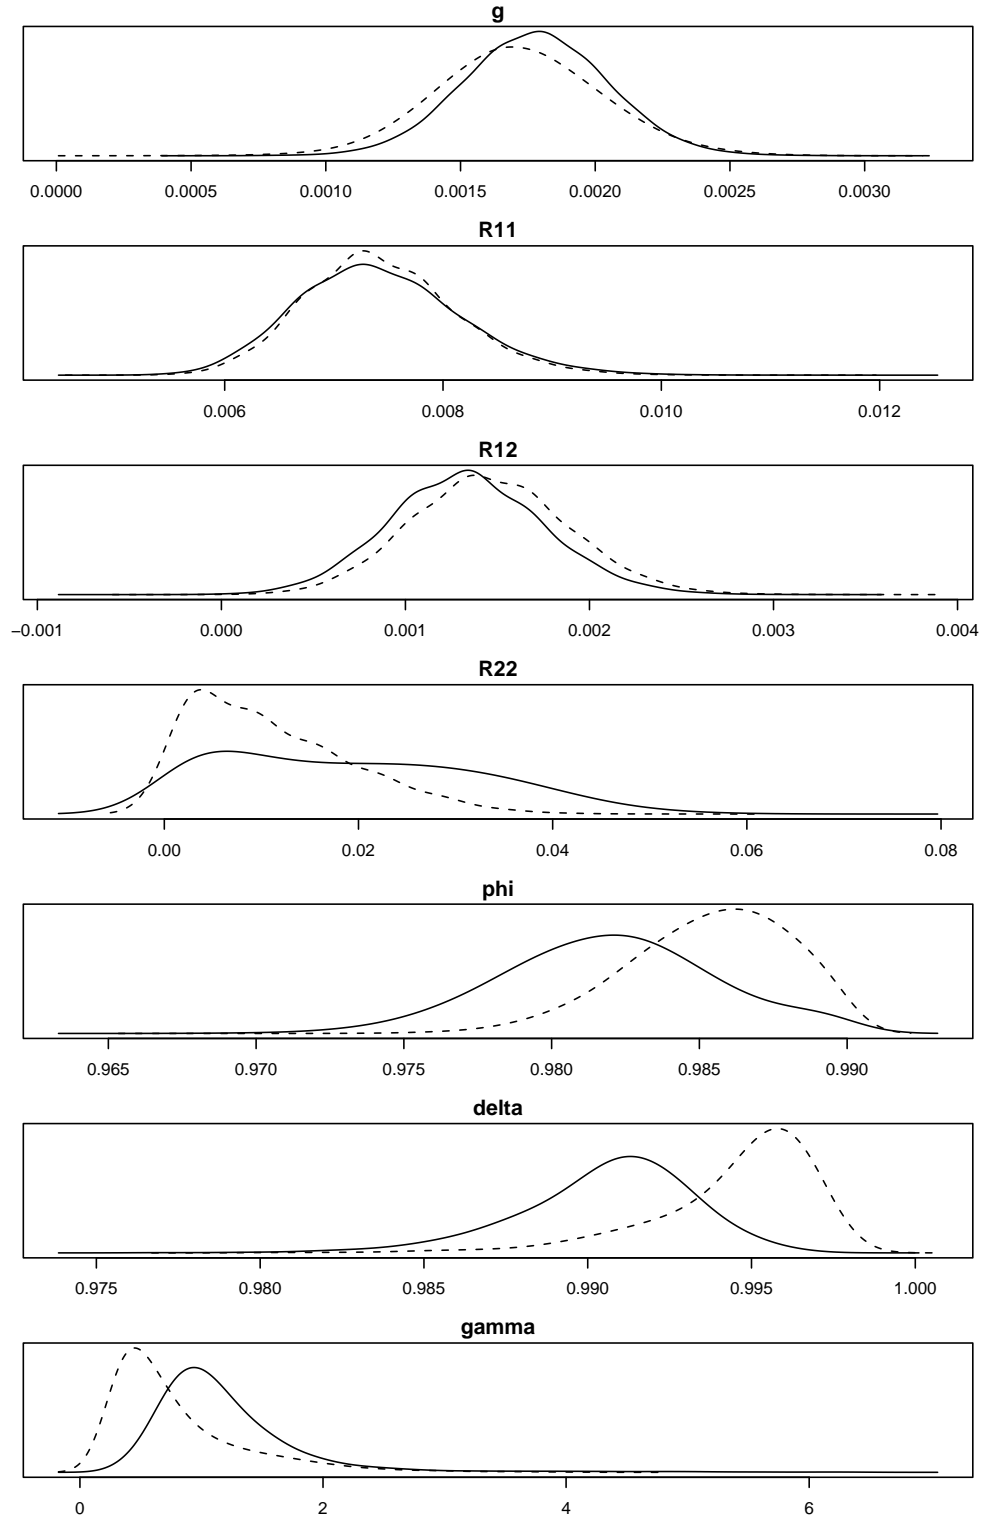 g
0.0000 0.0005 0.0010 0.0015 0.0020 0.0025 0.0030
R11
0.006 0.008 0.010 0.012
R12
−0.001 0.000 0.001 0.002 0.003 0.004
R22
0.00 0.02 0.04 0.06 0.08
phi
0.965 0.970 0.975 0.980 0.985 0.990
delta
0.975 0.980 0.985 0.990 0.995 1.000
gamma
0 2 4 6